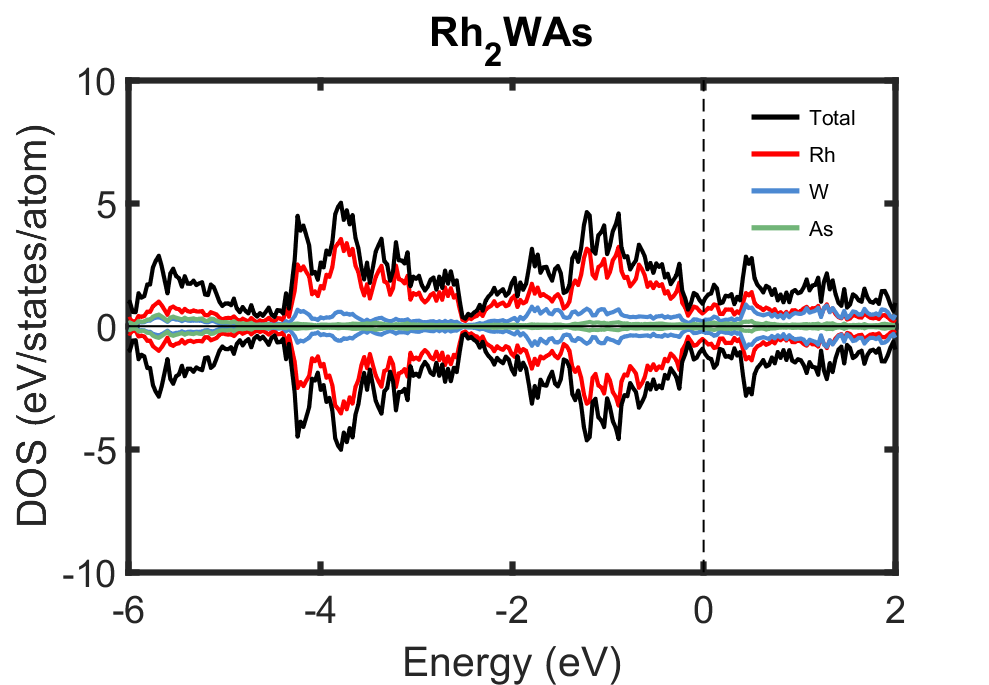 Rh2WAs
10
5
0
-5
-10
DOS (eV/states/atom)
Total
Rh
W
As
-6
-4
-2
0
2
Energy (eV)